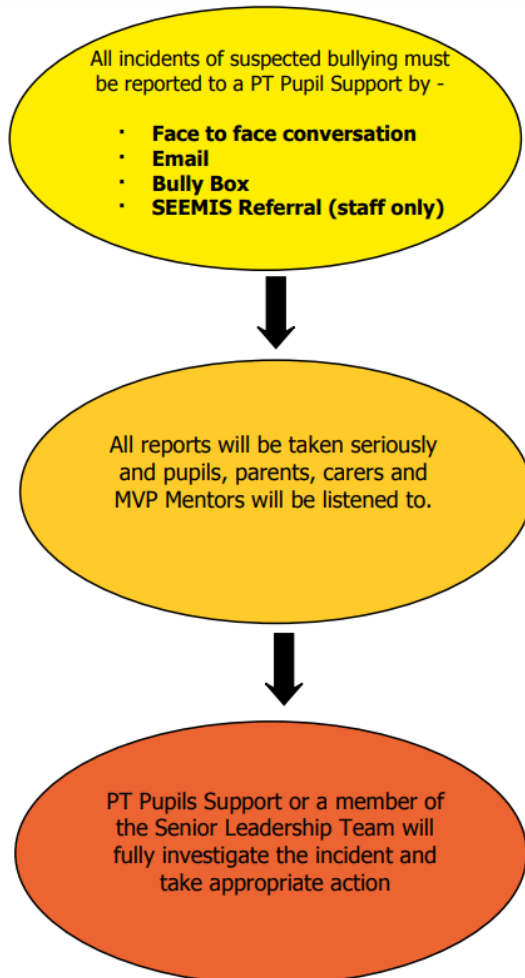 All incidents of suspected bullying must
be reported to a PT Pupil Support by -
· Face to face conversation
· Email
· Bully Box
· SEEMIS Referral (staff only)
All reports will be taken seriously
and pupils, parents, carers and
MVP Mentors will be listened to.
PT Pupils Support or a member of
the Senior Leadership Team will
fully investigate the incident and
take appropriate action